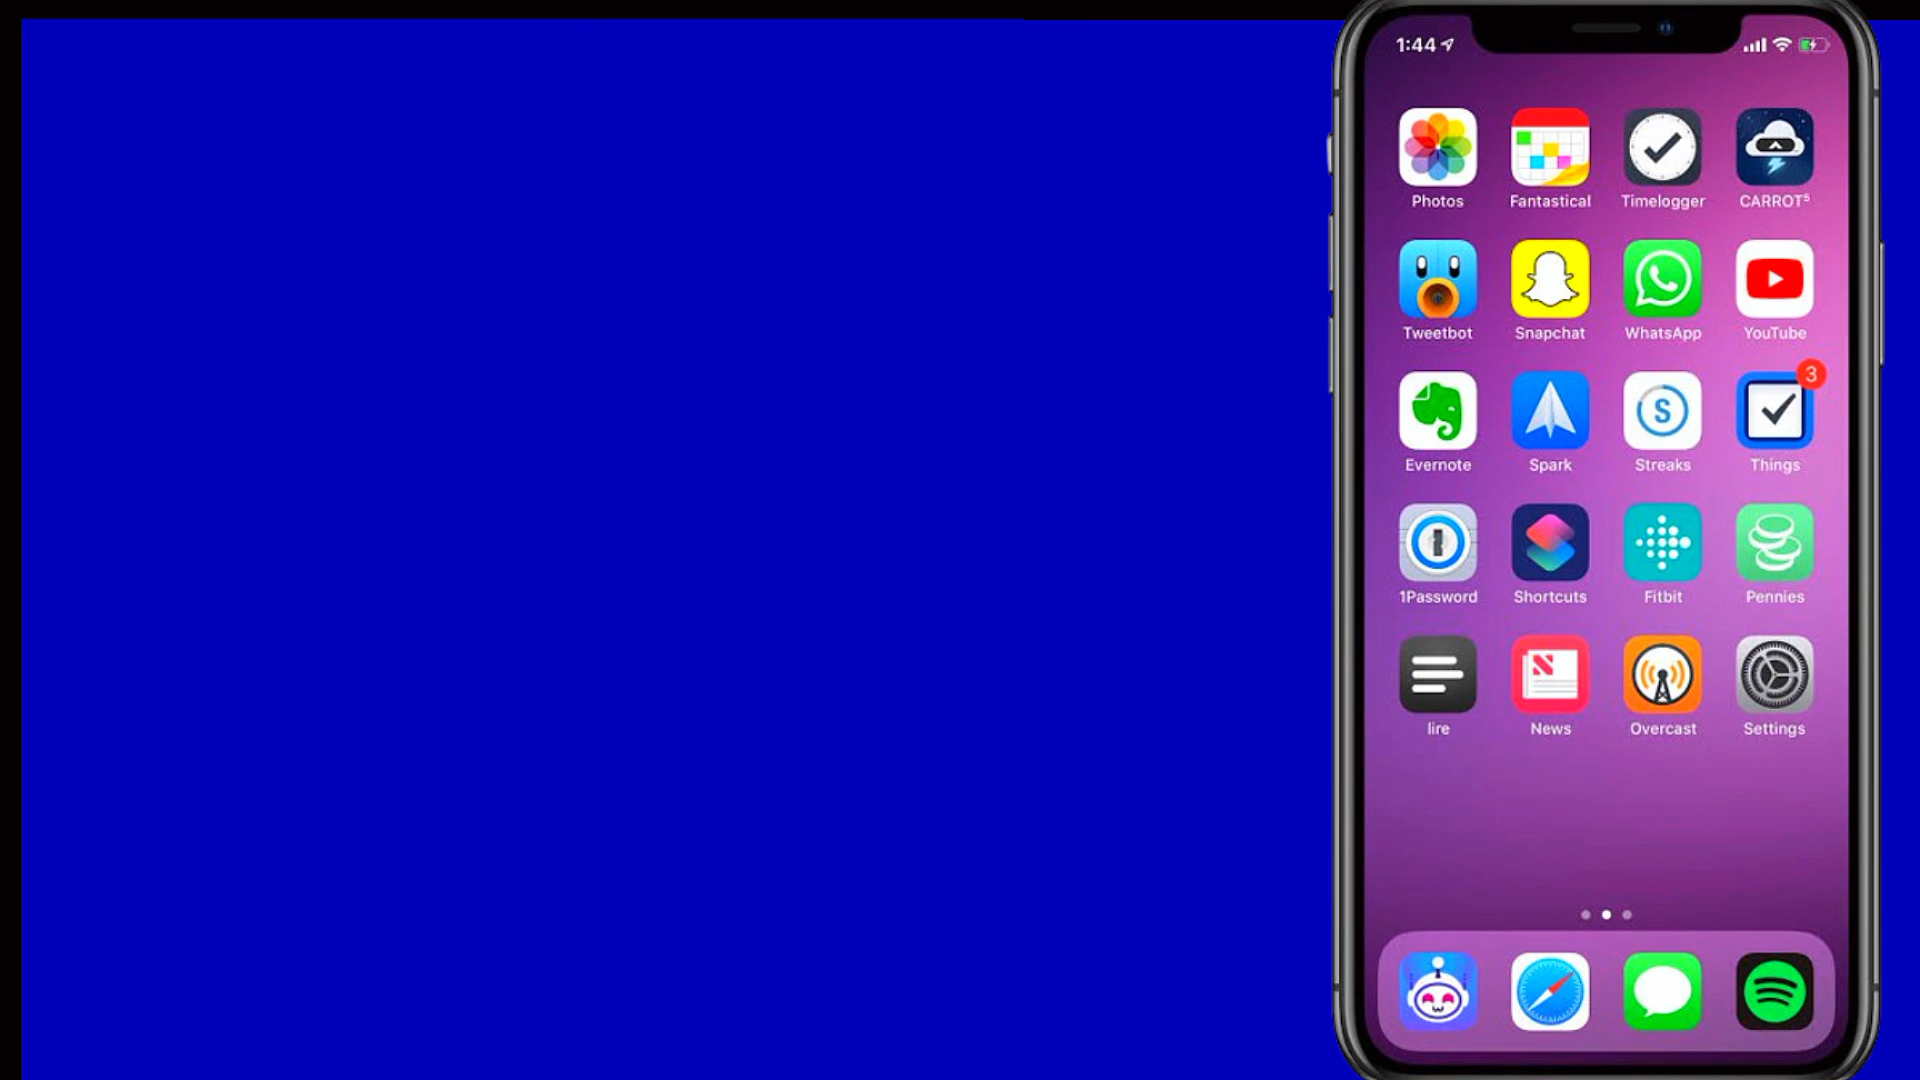 1:44
Photos Fantastical Timelogger CARROT⁵
Tweetbot Snapchat WhatsApp YouTube
3
Evernote Spark Streaks Things
1Password Shortcuts Fitbit Pennies
lire News Overcast Settings